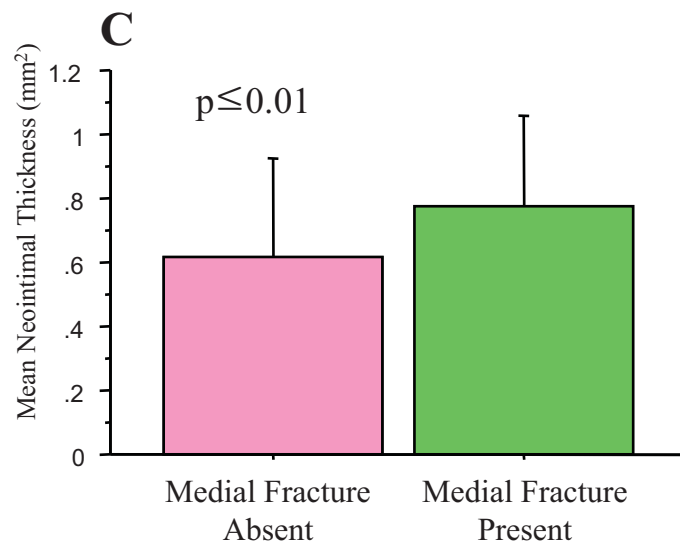 C
Mean Neointimal Thickness (mm²)
1.2
1
.8
.6
.4
.2
0
p≤0.01
Medial Fracture
Absent
Medial Fracture
Present